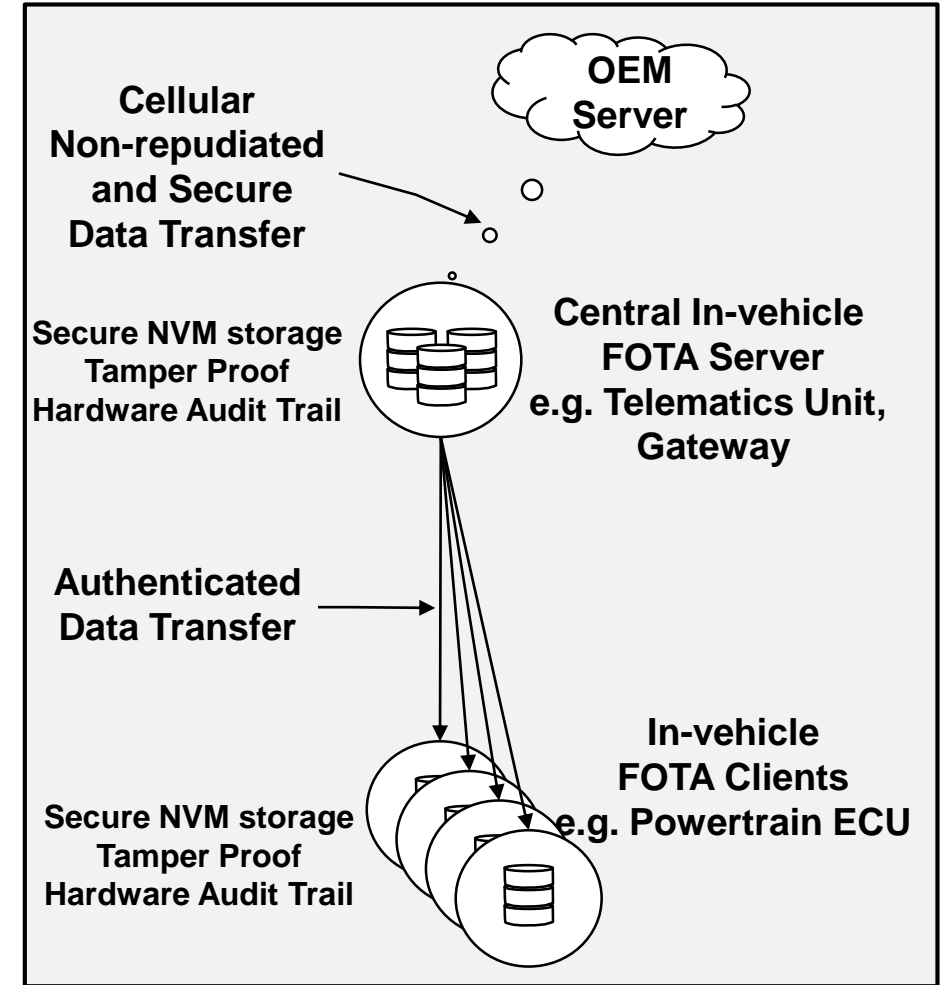 OEM
Server
Cellular
Non-repudiated
and Secure
Data Transfer
Secure NVM storage
Tamper Proof
Hardware Audit Trail
Central In-vehicle
FOTA Server
e.g. Telematics Unit,
Gateway
Authenticated
Data Transfer
In-vehicle
FOTA Clients
e.g. Powertrain ECU
Secure NVM storage
Tamper Proof
Hardware Audit Trail